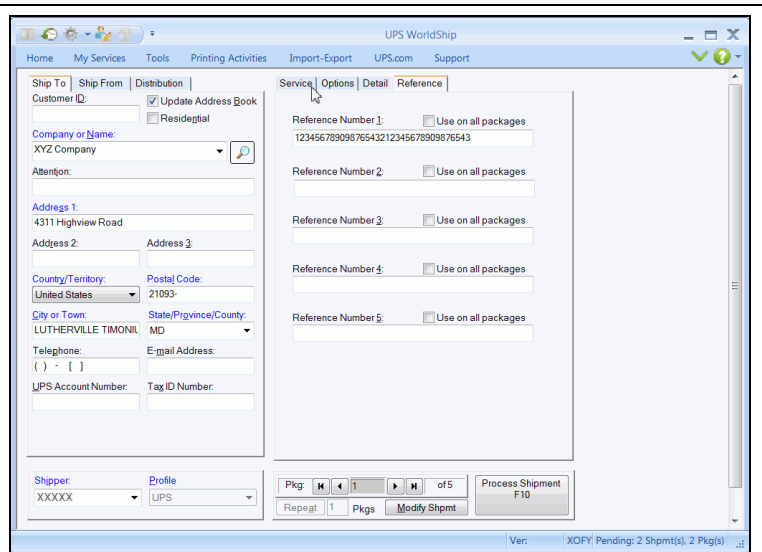 UPS WorldShip
Home My Services Tools Printing Activities Import-Export UPS.com Support
Ship To Ship From Distribution
Customer ID:
Update Address Book
Residential
Company or Name:
XYZ Company
Attention:
Address 1:
4311 Highview Road
Address 2: Address 3:
Country/Territory: Postal Code:
United States 21093-
City or Town: State/Province/County:
LUTHERVILLE TIMONIU MD
Telephone: E-mail Address:
( ) - [ ]
UPS Account Number: Tax ID Number:
Service Options Detail Reference
Reference Number 1: Use on all packages
12345678909876543212345678909876543
Reference Number 2: Use on all packages
Reference Number 3: Use on all packages
Reference Number 4: Use on all packages
Reference Number 5: Use on all packages
Shipper: Profile
XXXXX UPS
Pkg: 1 of 5
Repeat 1 Pkgs Modify Shpmt
Process Shipment
F10
Ver: XOFY Pending: 2 Shpmt(s), 2 Pkg(s)